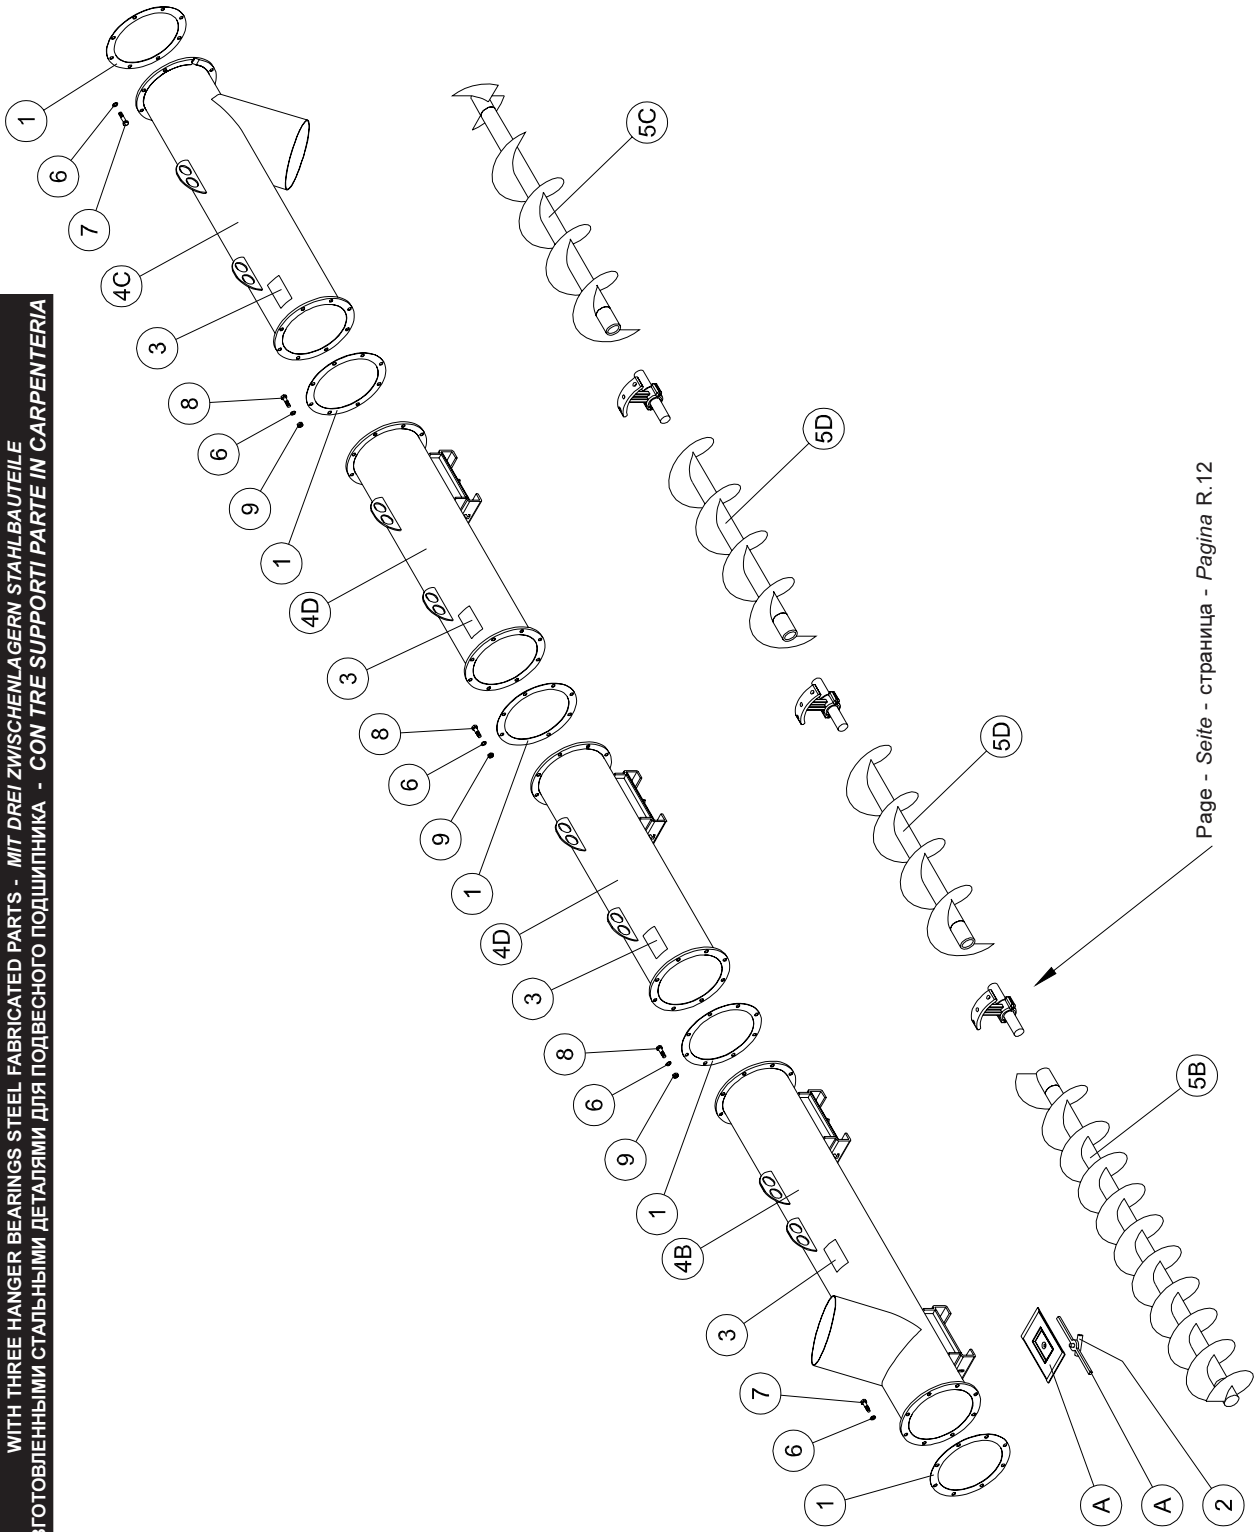 WITH THREE HANGER BEARINGS STEEL FABRICATED PARTS - MIT DREI ZWISCHENLAGERN STAHLBAUTEILE
ЗГОТОВЛЕННЫМИ СТАЛЬНЫМИ ДЕТАЛЯМИ ДЛЯ ПОДВЕСНОГО ПОДШИПНИКА - CON TRE SUPPORTI PARTE IN CARPENTERIA
1
6
7
4C
3
8
6
9
1
4D
3
8
6
9
1
4D
3
8
6
9
1
4B
3
7
6
1
5C
5D
5D
5B
A
A
2
Page - Seite - страница - Pagina R.12